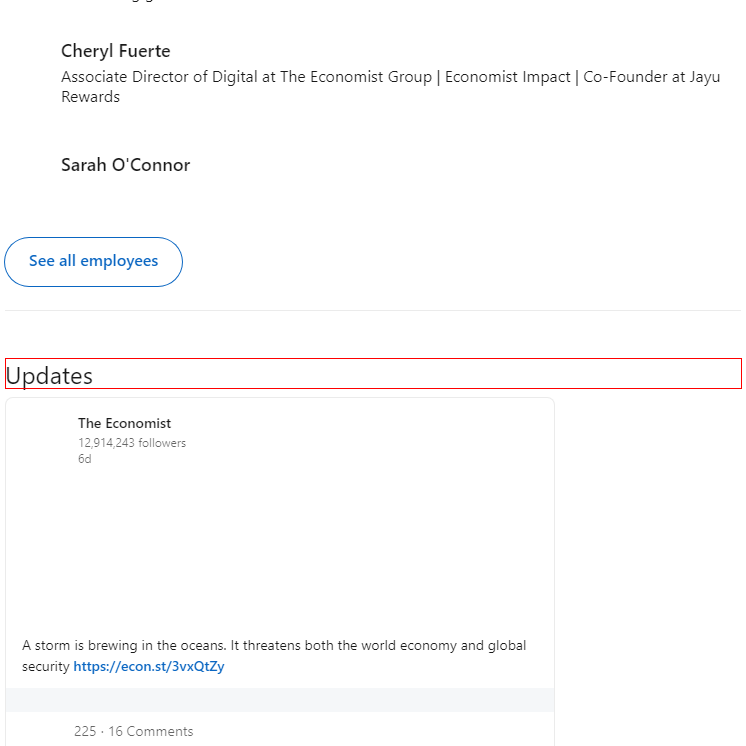 Cheryl Fuerte
Associate Director of Digital at The Economist Group | Economist Impact | Co-Founder at Jayu
Rewards
Sarah O'Connor
See all employees
Updates
The Economist
12,914,243 followers
6d
A storm is brewing in the oceans. It threatens both the world economy and global
security https://econ.st/3vxQtZy
225 · 16 Comments